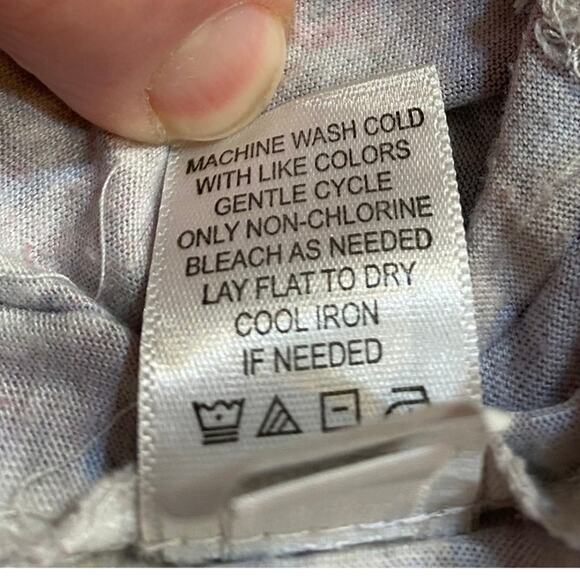 MACHINE WASH COLD
WITH LIKE COLORS
GENTLE CYCLE
ONLY NON-CHLORINE
BLEACH AS NEEDED
LAY FLAT TO DRY
COOL IRON
IF NEEDED